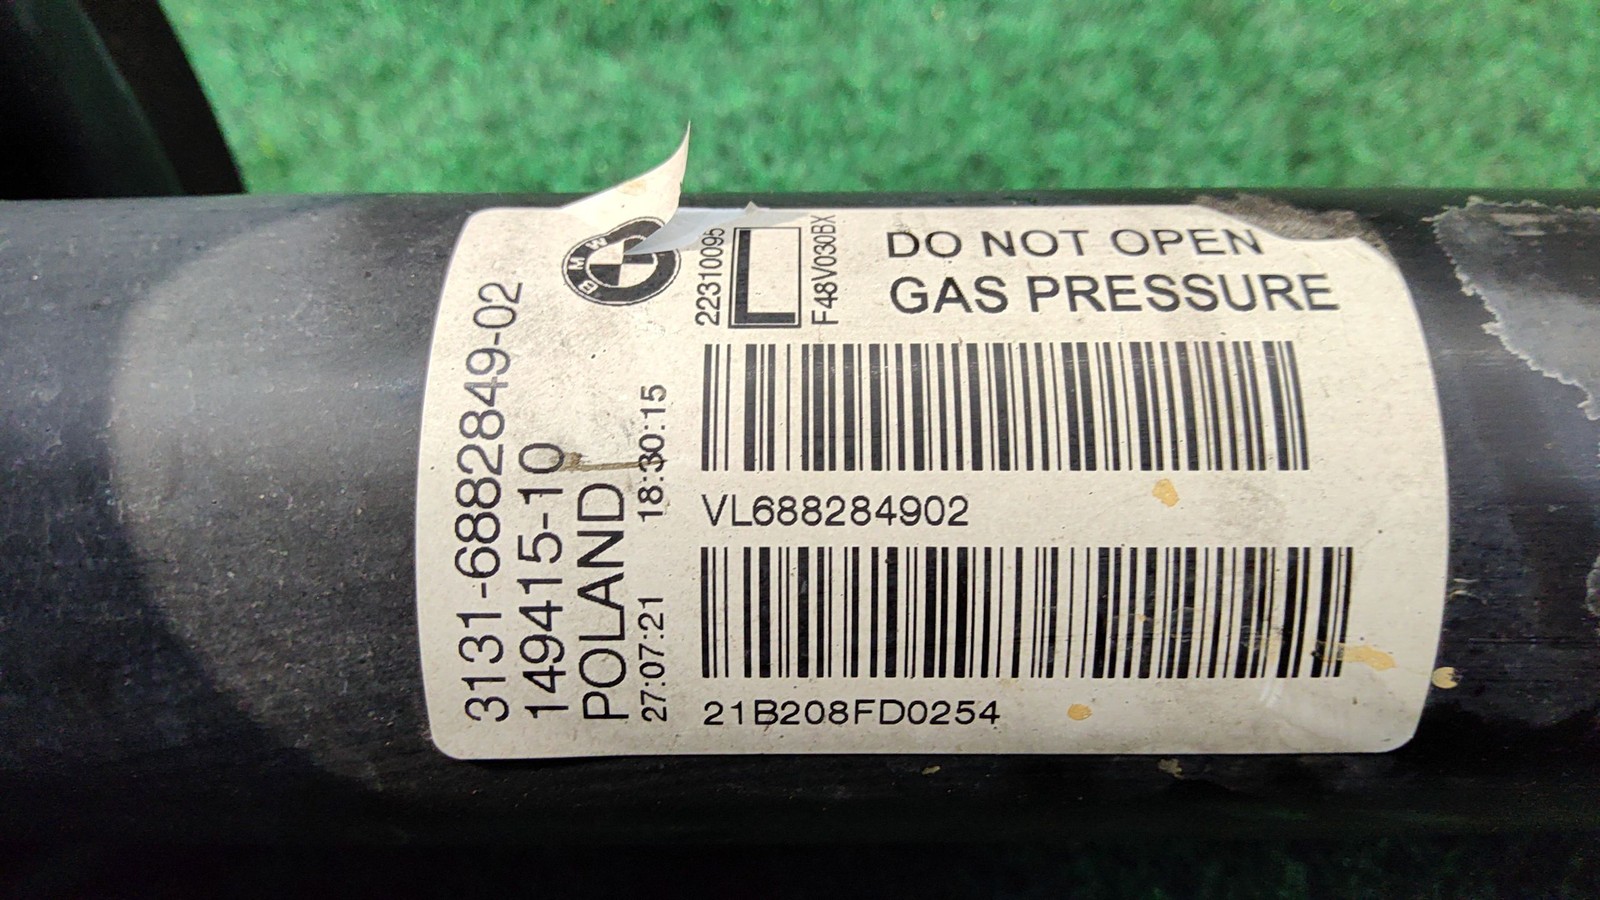 3131-6882849-02
149415-10
POLAND
27:07:21 18:30:15
BMW
22310095
L
F48V030BX
DO NOT OPEN
GAS PRESSURE
VL688284902
21B208FD0254